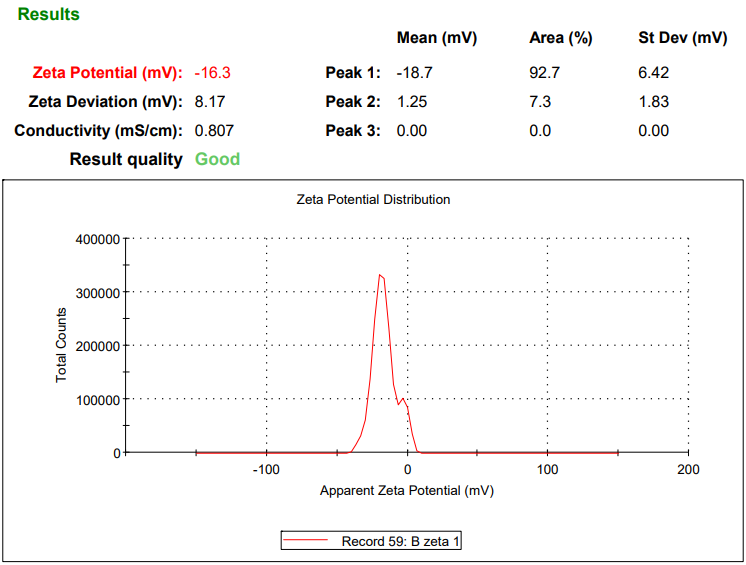 Results
Mean (mV) Area (%) St Dev (mV)
Zeta Potential (mV): -16.3 Peak 1: -18.7 92.7 6.42
Zeta Deviation (mV): 8.17 Peak 2: 1.25 7.3 1.83
Conductivity (mS/cm): 0.807 Peak 3: 0.00 0.0 0.00
Result quality Good
Zeta Potential Distribution
400000
300000
200000
100000
0
Total Counts
-100 0 100 200
Apparent Zeta Potential (mV)
Record 59: B zeta 1